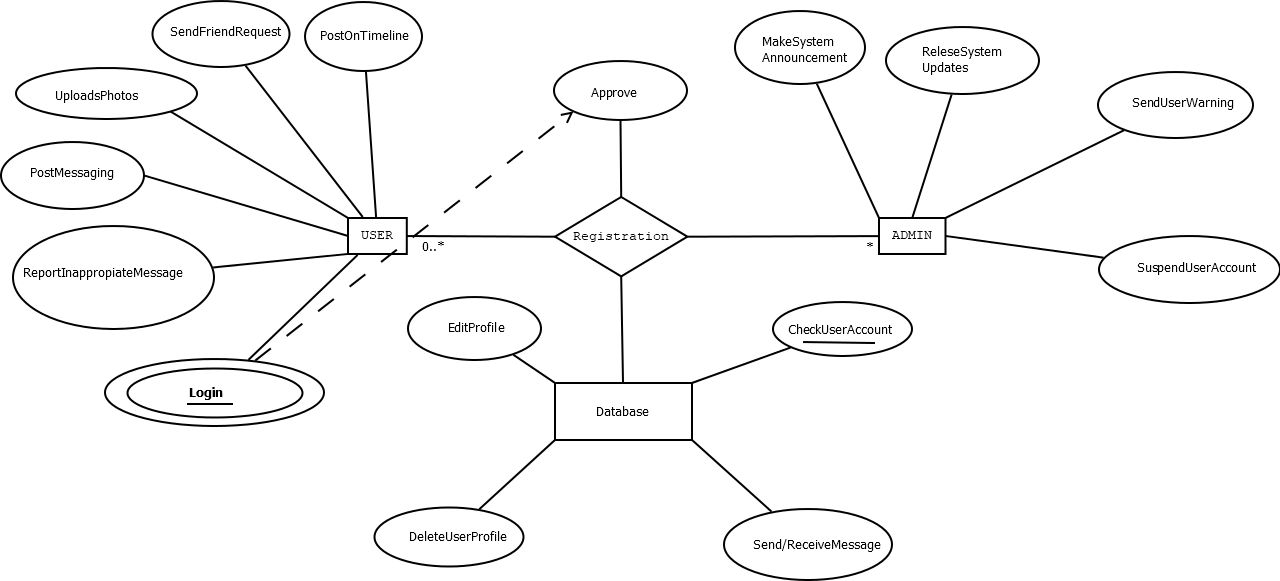 SendFriendRequest
PostOnTimeline
MakeSystem
Announcement
ReleseSystem
Updates
UploadsPhotos
Approve
SendUserWarning
PostMessaging
USER
0..*
Registration
*
ADMIN
ReportInappropiateMessage
SuspendUserAccount
EditProfile
CheckUserAccount
Login
Database
DeleteUserProfile
Send/ReceiveMessage